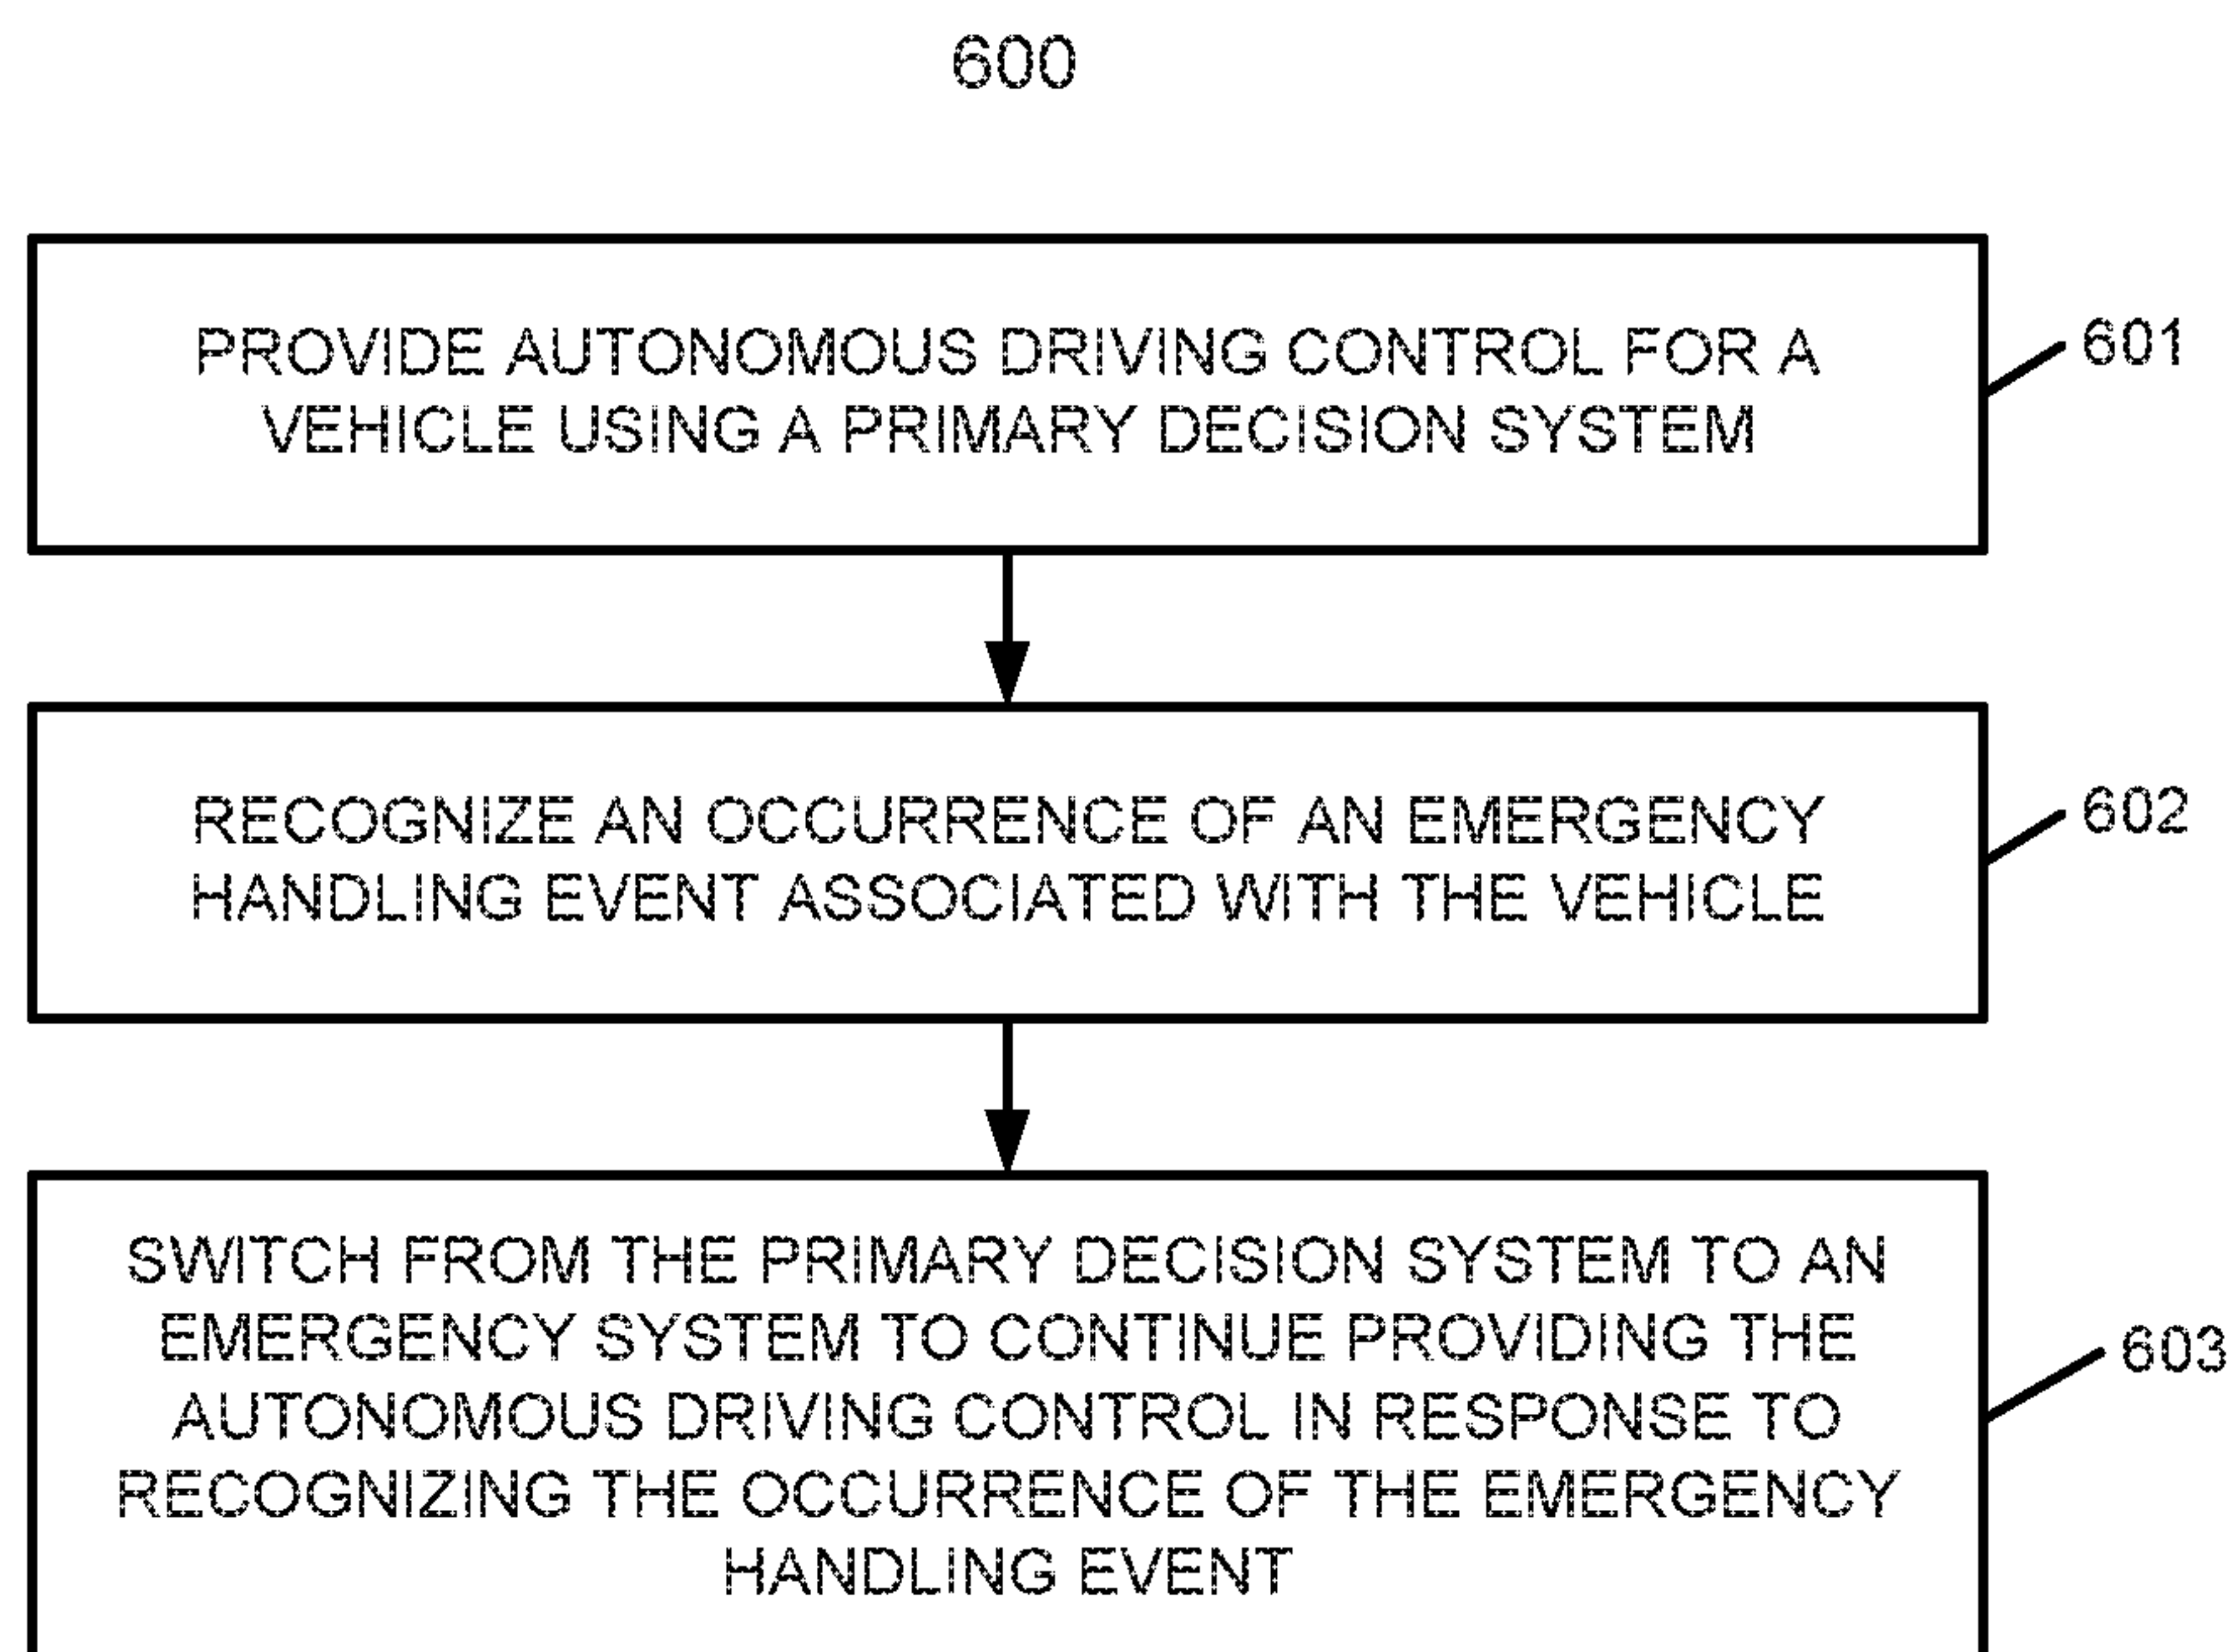 600
PROVIDE AUTONOMOUS DRIVING CONTROL FOR A
VEHICLE USING A PRIMARY DECISION SYSTEM
601
RECOGNIZE AN OCCURRENCE OF AN EMERGENCY
HANDLING EVENT ASSOCIATED WITH THE VEHICLE
602
SWITCH FROM THE PRIMARY DECISION SYSTEM TO AN
EMERGENCY SYSTEM TO CONTINUE PROVIDING THE
AUTONOMOUS DRIVING CONTROL IN RESPONSE TO
RECOGNIZING THE OCCURRENCE OF THE EMERGENCY
HANDLING EVENT
603